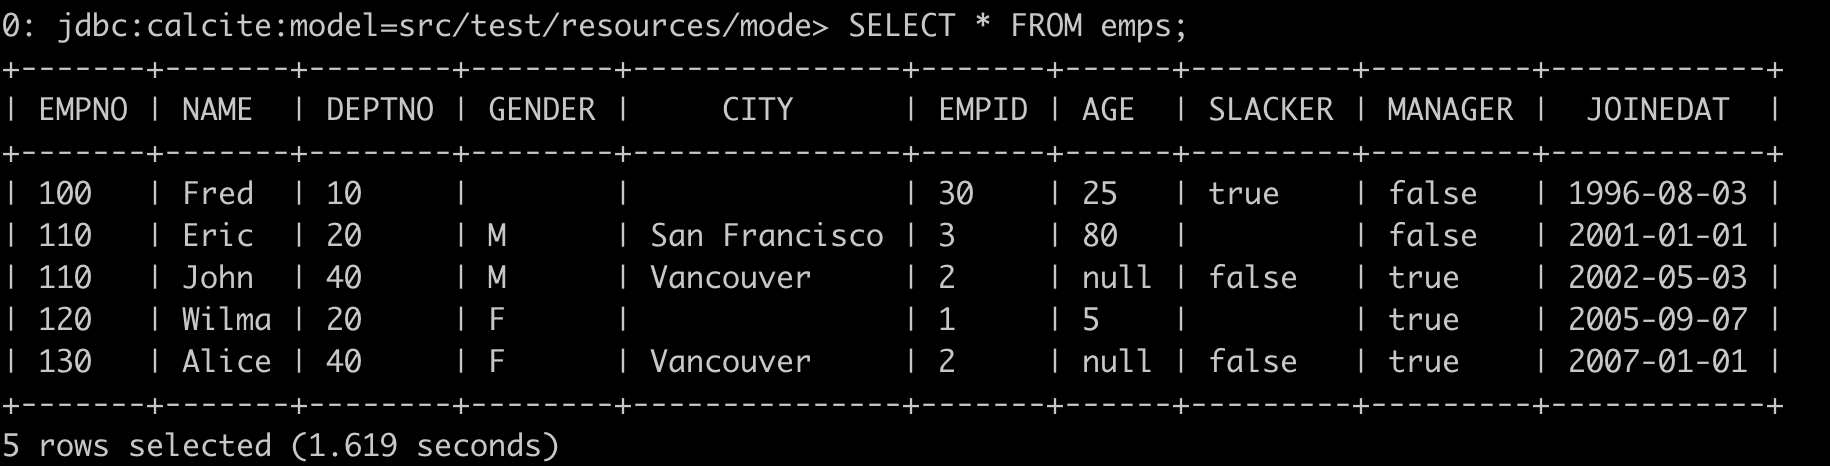 0: jdbc:calcite:model=src/test/resources/mode> SELECT * FROM emps;
+-------+-------+--------+--------+---------------+-------+------+---------+---------+------------+
| EMPNO | NAME  | DEPTNO | GENDER |     CITY      | EMPID | AGE  | SLACKER | MANAGER |  JOINEDAT  |
+-------+-------+--------+--------+---------------+-------+------+---------+---------+------------+
| 100   | Fred  | 10     |        |               | 30    | 25   | true    | false   | 1996-08-03 |
| 110   | Eric  | 20     | M      | San Francisco | 3     | 80   |         | false   | 2001-01-01 |
| 110   | John  | 40     | M      | Vancouver     | 2     | null | false   | true    | 2002-05-03 |
| 120   | Wilma | 20     | F      |               | 1     | 5    |         | true    | 2005-09-07 |
| 130   | Alice | 40     | F      | Vancouver     | 2     | null | false   | true    | 2007-01-01 |
+-------+-------+--------+--------+---------------+-------+------+---------+---------+------------+
5 rows selected (1.619 seconds)